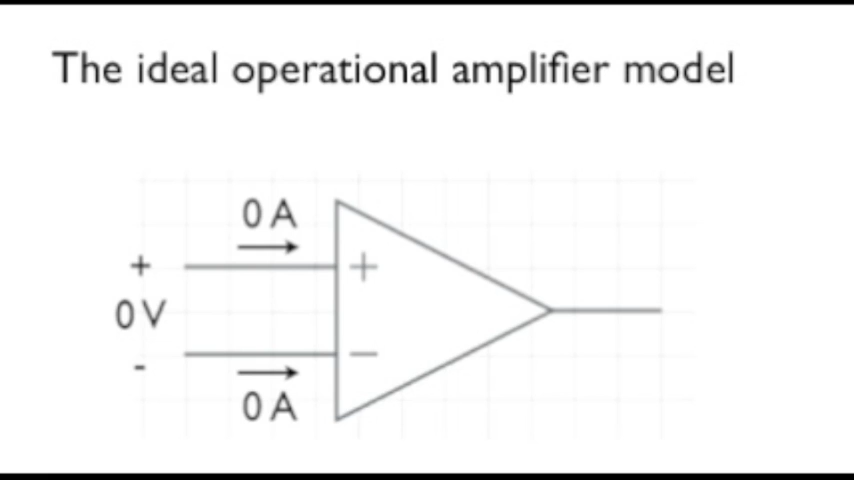 The ideal operational amplifier model
0 A
+ +
0 V
- −
0 A